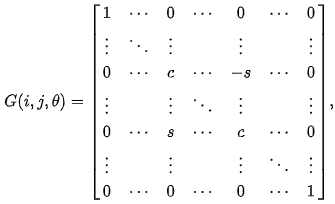 G(i, j, θ) = [ 1 ⋯ 0 ⋯ 0 ⋯ 0
⋮ ⋱ ⋮ ⋮ ⋮
0 ⋯ c ⋯ −s ⋯ 0
⋮ ⋮ ⋱ ⋮ ⋮
0 ⋯ s ⋯ c ⋯ 0
⋮ ⋮ ⋮ ⋱ ⋮
0 ⋯ 0 ⋯ 0 ⋯ 1 ],